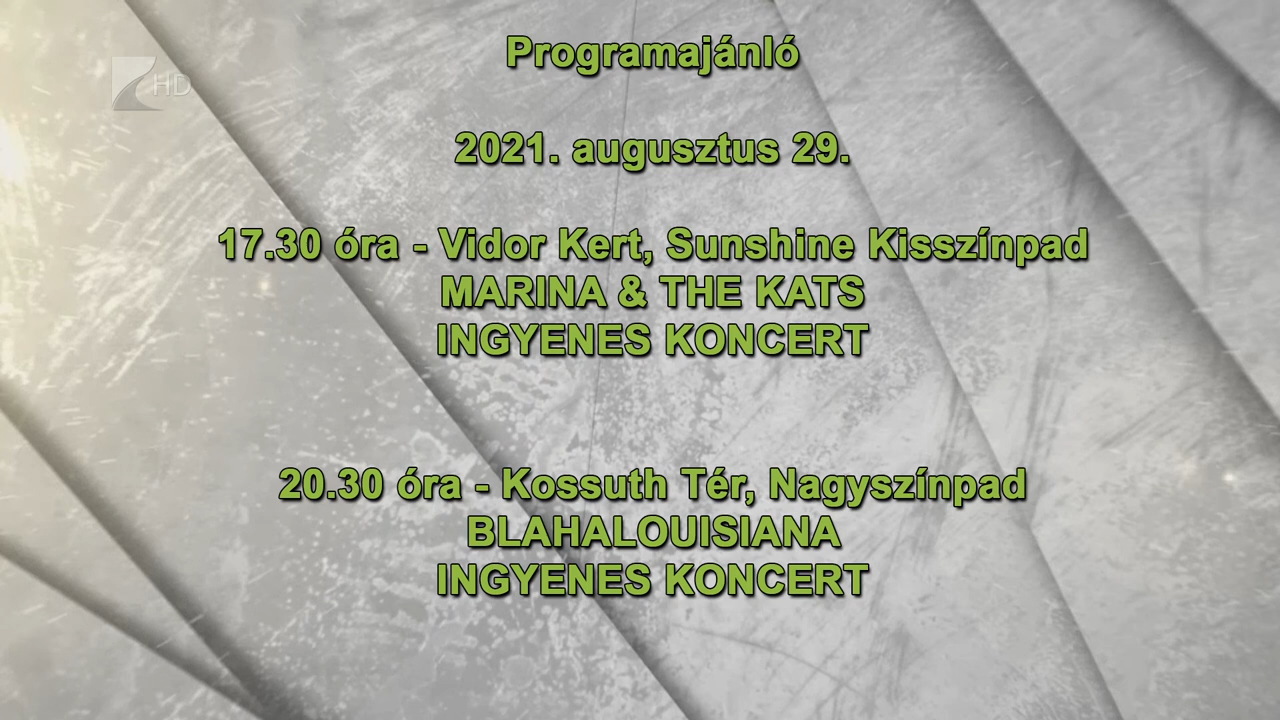 Programajánló
HD
2021. augusztus 29.
17.30 óra - Vidor Kert, Sunshine Kisszínpad
MARINA & THE KATS
INGYENES KONCERT
20.30 óra - Kossuth Tér, Nagyszínpad
BLAHALOUISIANA
INGYENES KONCERT